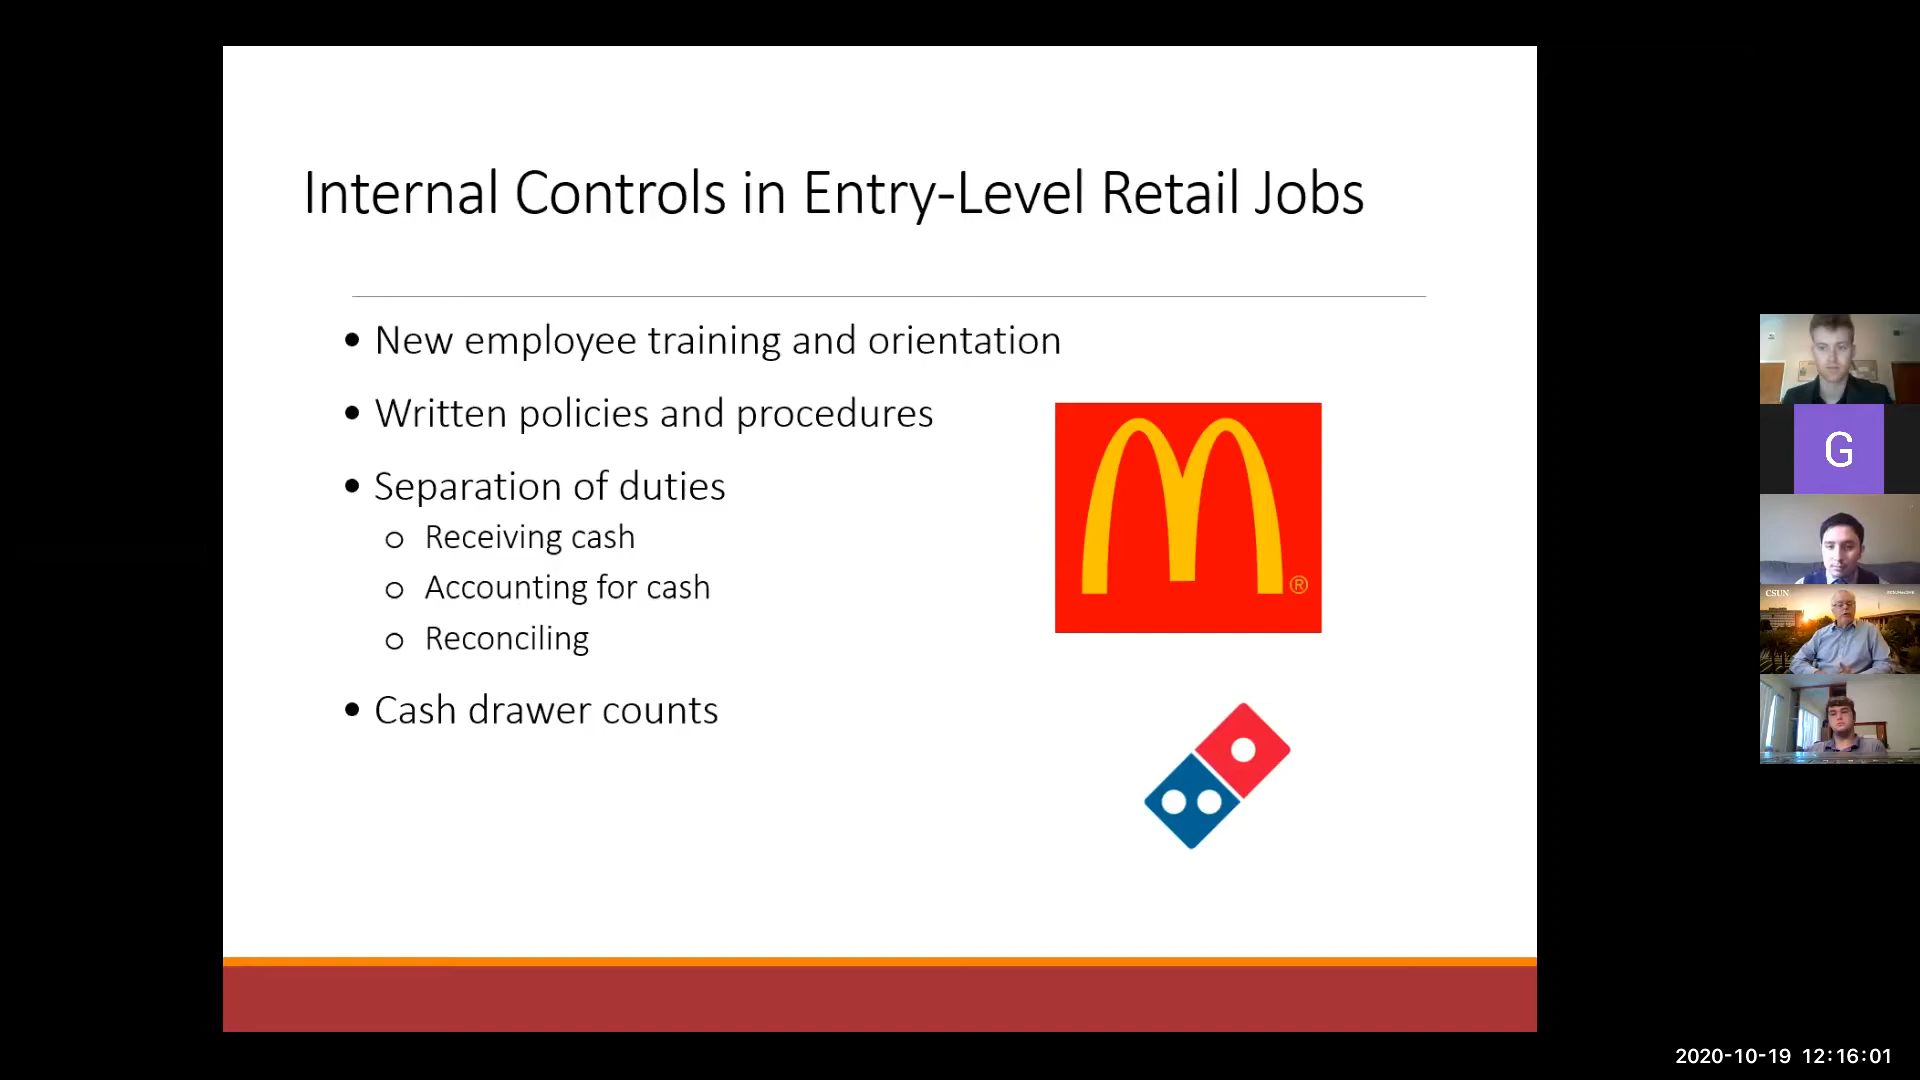 Internal Controls in Entry-Level Retail Jobs
• New employee training and orientation
• Written policies and procedures
• Separation of duties
o Receiving cash
o Accounting for cash
o Reconciling
• Cash drawer counts
®
G
CSUN
2020-10-19 12:16:01